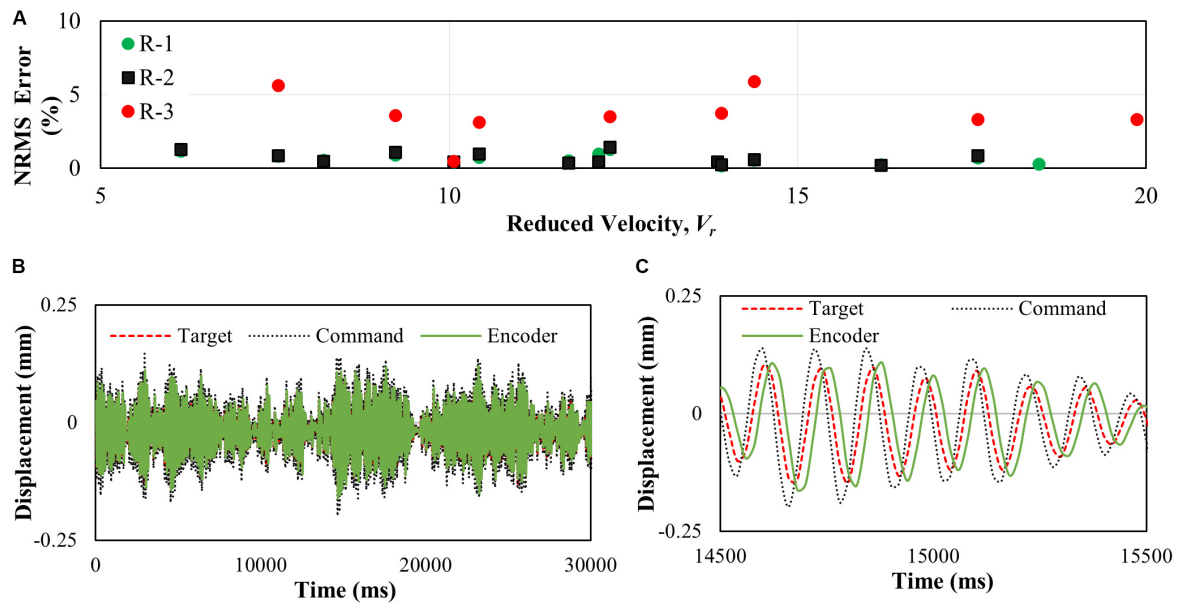 A
10
5
0
NRMS Error
(%)
R-1
R-2
R-3
5
10
15
20
Reduced Velocity, Vr
B
0.25
0
-0.25
Displacement (mm)
Target
Command
Encoder
0
10000
20000
30000
Time (ms)
C
0.25
0
-0.25
Displacement (mm)
Target
Command
Encoder
14500
15000
15500
Time (ms)